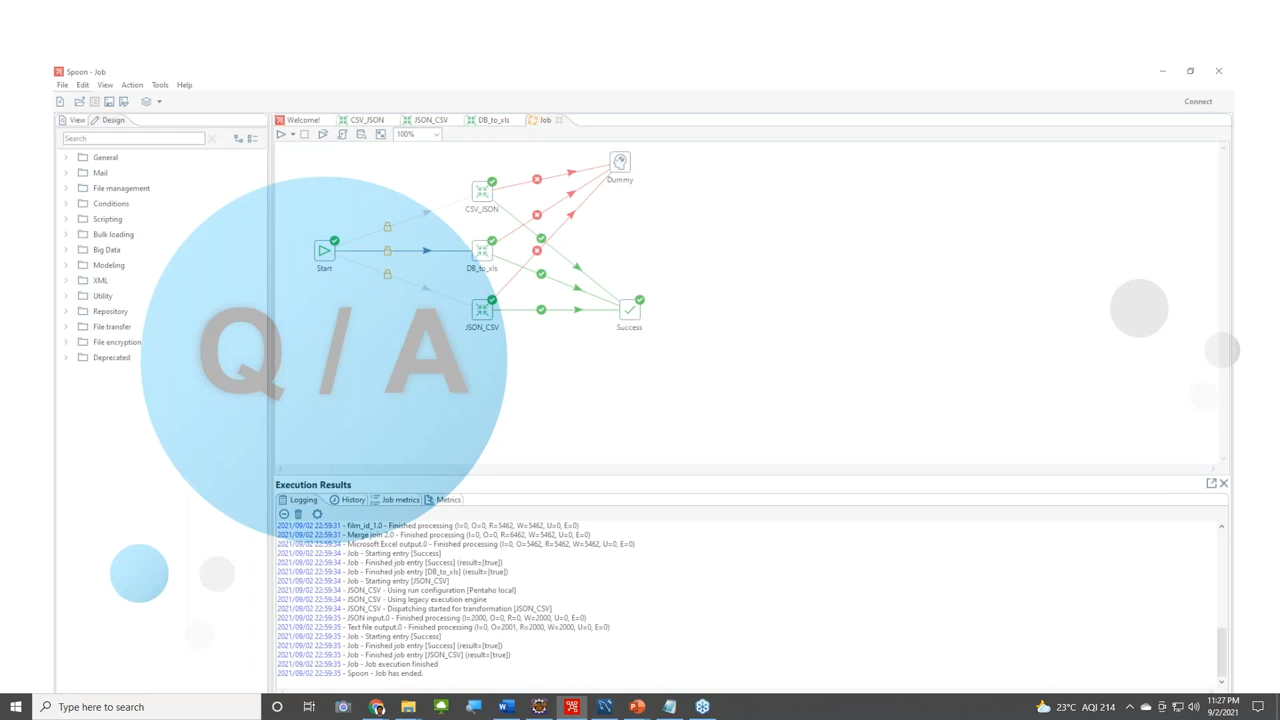 Spoon - Job
File Edit View Action Tools Help
Connect
View Design
Welcome! CSV_JSON JSON_CSV DB_to_xls Job
Search
100%
General
Mail
File management
Conditions
Scripting
Bulk loading
Big Data
Modeling
XML
Utility
Repository
File transfer
File encryption
Deprecated
Dummy
CSV_JSON
Start
DB_to_xls
JSON_CSV
Success
Q / A
Execution Results
Logging History Job metrics Metrics
2021/09/02 22:59:31 - film_id_1.0 - Finished processing (I=0, O=0, R=5462, W=5462, U=0, E=0)
2021/09/02 22:59:31 - Merge join 2.0 - Finished processing (I=0, O=0, R=6462, W=5462, U=0, E=0)
2021/09/02 22:59:34 - Microsoft Excel output.0 - Finished processing (I=0, O=5462, R=5462, W=5462, U=0, E=0)
2021/09/02 22:59:34 - Job - Starting entry [Success]
2021/09/02 22:59:34 - Job - Finished job entry [Success] (result=[true])
2021/09/02 22:59:34 - Job - Finished job entry [DB_to_xls] (result=[true])
2021/09/02 22:59:34 - Job - Starting entry [JSON_CSV]
2021/09/02 22:59:34 - JSON_CSV - Using run configuration [Pentaho local]
2021/09/02 22:59:34 - JSON_CSV - Using legacy execution engine
2021/09/02 22:59:34 - JSON_CSV - Dispatching started for transformation [JSON_CSV]
2021/09/02 22:59:35 - JSON input.0 - Finished processing (I=2000, O=0, R=0, W=2000, U=0, E=0)
2021/09/02 22:59:35 - Text file output.0 - Finished processing (I=0, O=2001, R=2000, W=2000, U=0, E=0)
2021/09/02 22:59:35 - Job - Starting entry [Success]
2021/09/02 22:59:35 - Job - Finished job entry [Success] (result=[true])
2021/09/02 22:59:35 - Job - Finished job entry [JSON_CSV] (result=[true])
2021/09/02 22:59:35 - Job - Job execution finished
2021/09/02 22:59:35 - Spoon - Job has ended.
Type here to search
23°C AQI 214
11:27 PM
9/2/2021